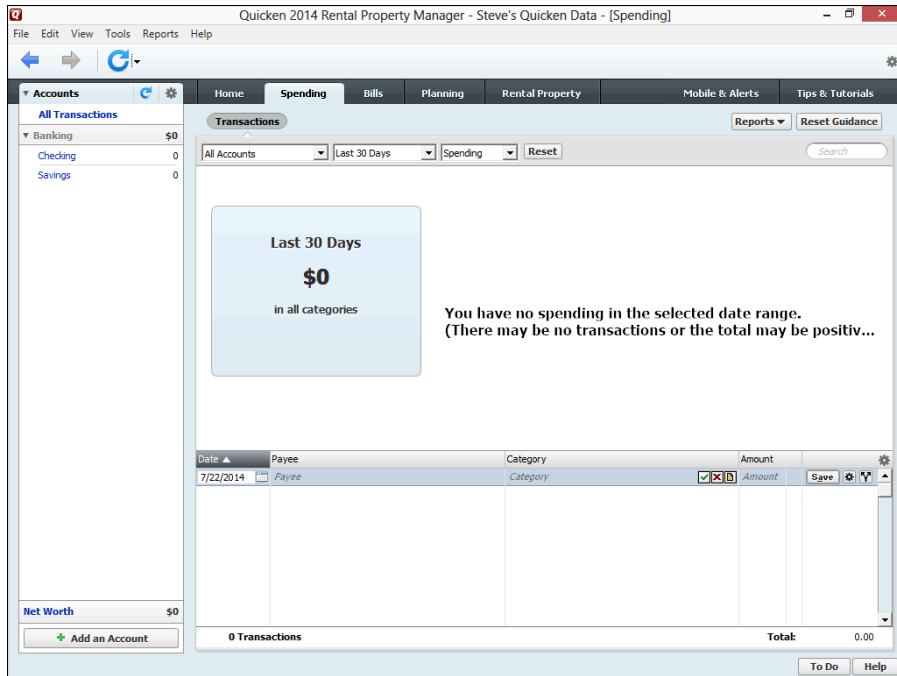 Quicken 2014 Rental Property Manager - Steve's Quicken Data - [Spending]
File Edit View Tools Reports Help
Accounts
Home Spending Bills Planning Rental Property Mobile & Alerts Tips & Tutorials
All Transactions
Transactions Reports Reset Guidance
Banking $0
Checking 0
Savings 0
All Accounts Last 30 Days Spending Reset Search
Last 30 Days
$0
in all categories
You have no spending in the selected date range.
(There may be no transactions or the total may be positiv...
Date Payee Category Amount
7/22/2014 Payee Category Amount Save
Net Worth $0
Add an Account
0 Transactions Total: 0.00
To Do Help